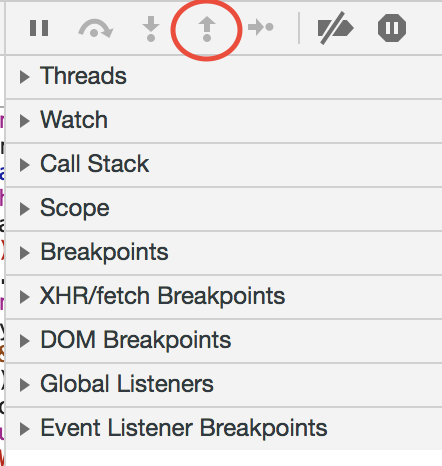 Threads
Watch
Call Stack
Scope
Breakpoints
XHR/fetch Breakpoints
DOM Breakpoints
Global Listeners
Event Listener Breakpoints